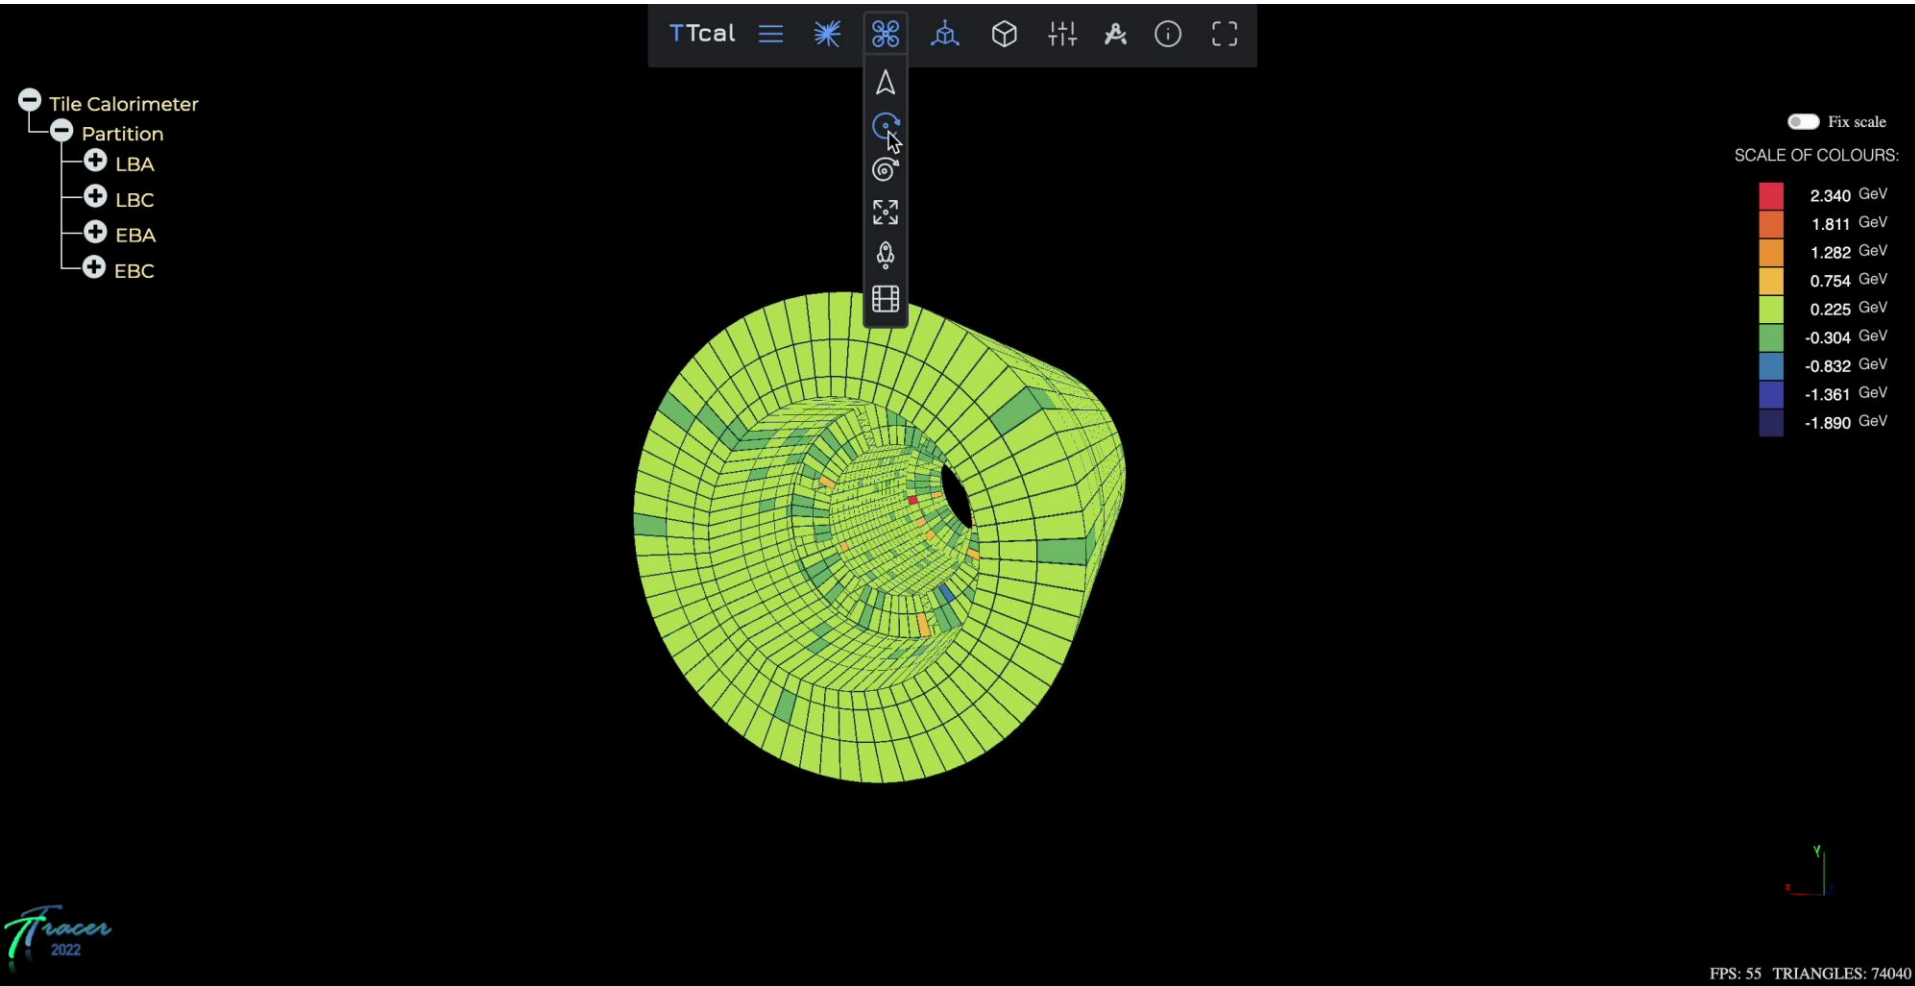 TTcal
Tile Calorimeter
Partition
LBA
LBC
EBA
EBC
Fix scale
SCALE OF COLOURS:
2.340 GeV
1.811 GeV
1.282 GeV
0.754 GeV
0.225 GeV
-0.304 GeV
-0.832 GeV
-1.361 GeV
-1.890 GeV
Y
x
TTracer
2022
FPS: 55 TRIANGLES: 74040